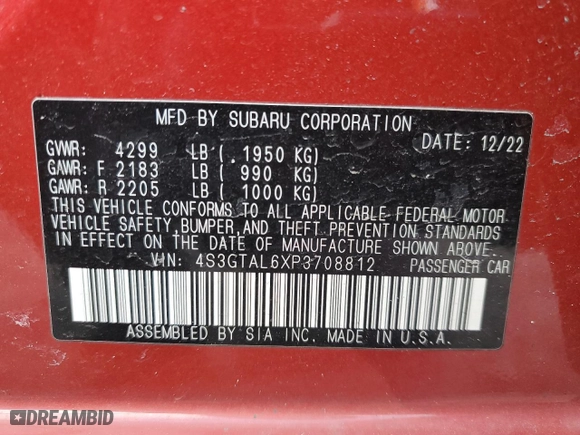 MFD BY SUBARU CORPORATION
DATE: 12/22
GVWR: 4299 LB ( 1950 KG)
GAWR: F 2183 LB ( 990 KG)
GAWR: R 2205 LB ( 1000 KG)
THIS VEHICLE CONFORMS TO ALL APPLICABLE FEDERAL MOTOR
VEHICLE SAFETY, BUMPER, AND THEFT PREVENTION STANDARDS
IN EFFECT ON THE DATE OF MANUFACTURE SHOWN ABOVE.
VIN: 4S3GTAL6XP3708812 PASSENGER CAR
ASSEMBLED BY SIA INC. MADE IN U.S.A.
DREAMBID